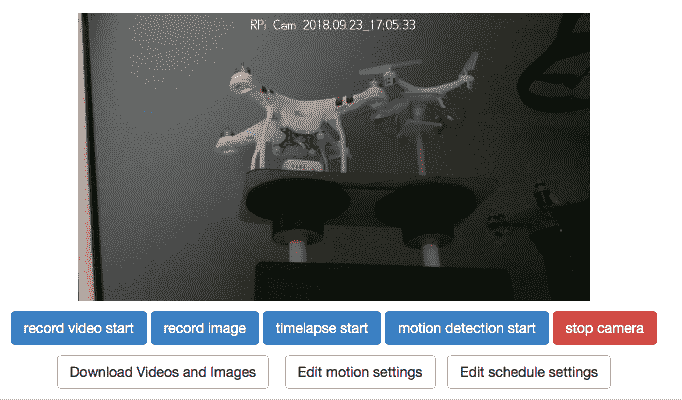 RPi Cam 2018.09.23_17:05:33
record video start
record image
timelapse start
motion detection start
stop camera
Download Videos and Images
Edit motion settings
Edit schedule settings